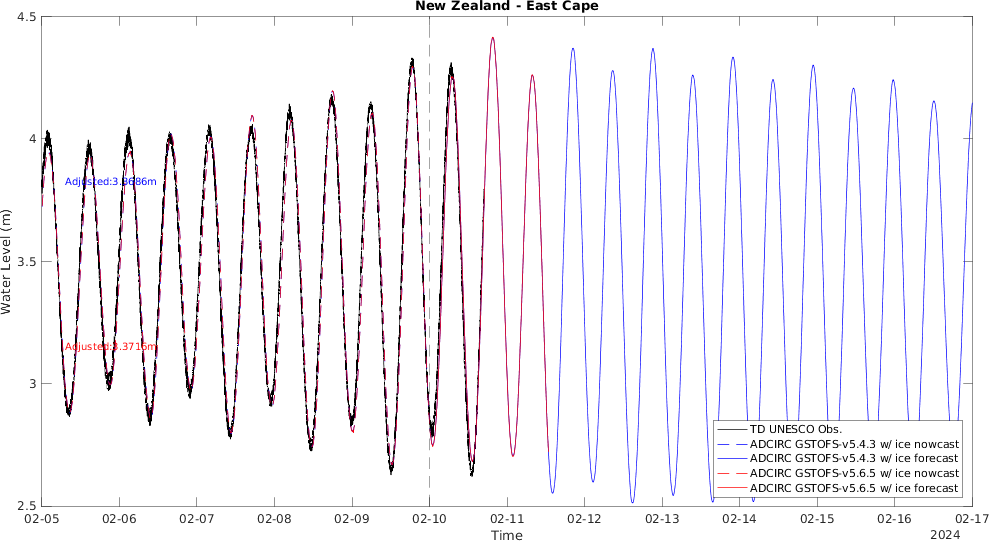 New Zealand - East Cape
4.5
4
3.5
3
2.5
Water Level (m)
Adjusted:3.3686m
Adjusted:3.3716m
TD UNESCO Obs.
ADCIRC GSTOFS-v5.4.3 w/ ice nowcast
ADCIRC GSTOFS-v5.4.3 w/ ice forecast
ADCIRC GSTOFS-v5.6.5 w/ ice nowcast
ADCIRC GSTOFS-v5.6.5 w/ ice forecast
02-05 02-06 02-07 02-08 02-09 02-10 02-11 02-12 02-13 02-14 02-15 02-16 02-17
Time
2024